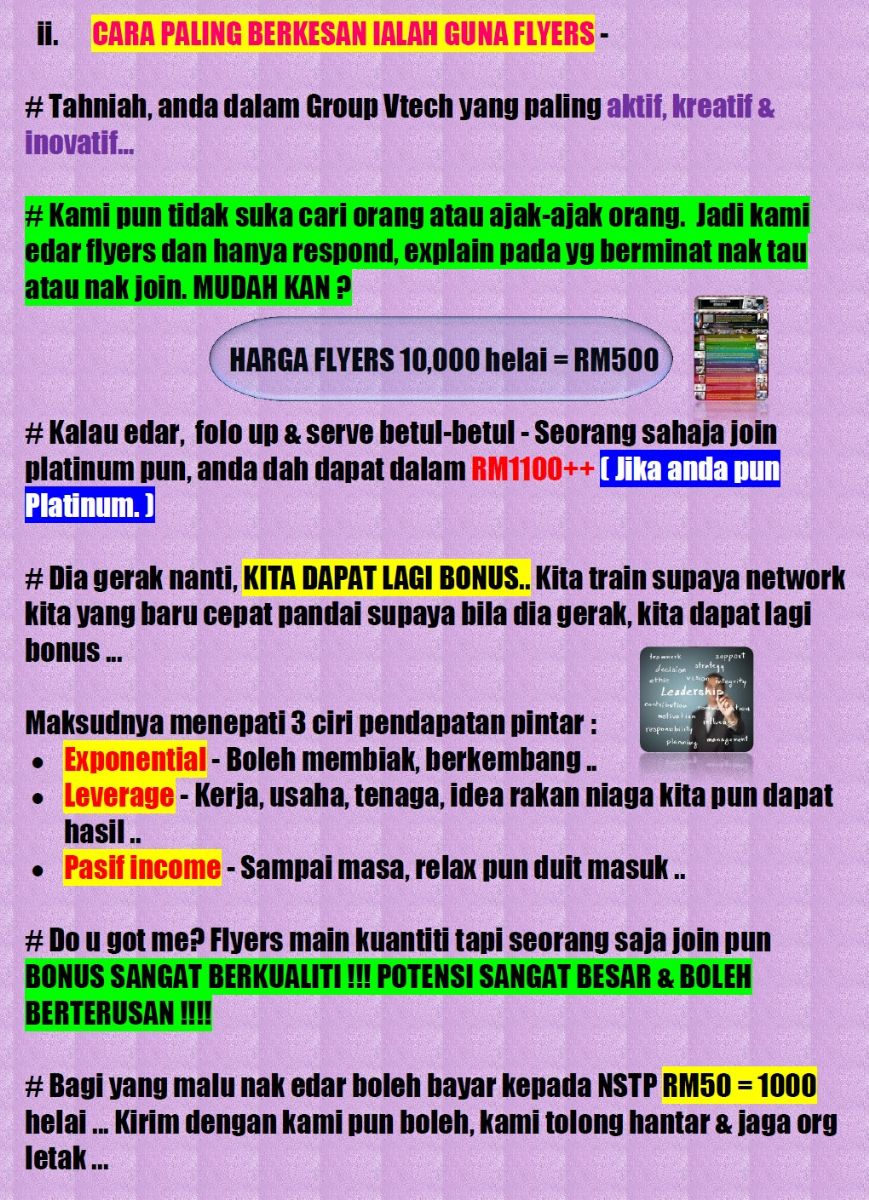 ii. CARA PALING BERKESAN IALAH GUNA FLYERS -
# Tahniah, anda dalam Group Vtech yang paling aktif, kreatif &
inovatif...
# Kami pun tidak suka cari orang atau ajak-ajak orang. Jadi kami
edar flyers dan hanya respond, explain pada yg berminat nak tau
atau nak join. MUDAH KAN ?
HARGA FLYERS 10,000 helai = RM500
# Kalau edar, folo up & serve betul-betul - Seorang sahaja join
platinum pun, anda dah dapat dalam RM1100++ ( Jika anda pun
Platinum. )
# Dia gerak nanti, KITA DAPAT LAGI BONUS.. Kita train supaya network
kita yang baru cepat pandai supaya bila dia gerak, kita dapat lagi
bonus ...
teamwork support
decision strategy
ethic vision integrity
Leadership
contribution
motivation
responsibility
planning management
Maksudnya menepati 3 ciri pendapatan pintar :
• Exponential - Boleh membiak, berkembang ..
• Leverage - Kerja, usaha, tenaga, idea rakan niaga kita pun dapat
hasil ..
• Pasif income - Sampai masa, relax pun duit masuk ..
# Do u got me? Flyers main kuantiti tapi seorang saja join pun
BONUS SANGAT BERKUALITI !!! POTENSI SANGAT BESAR & BOLEH
BERTERUSAN !!!!
# Bagi yang malu nak edar boleh bayar kepada NSTP RM50 = 1000
helai ... Kirim dengan kami pun boleh, kami tolong hantar & jaga org
letak ...